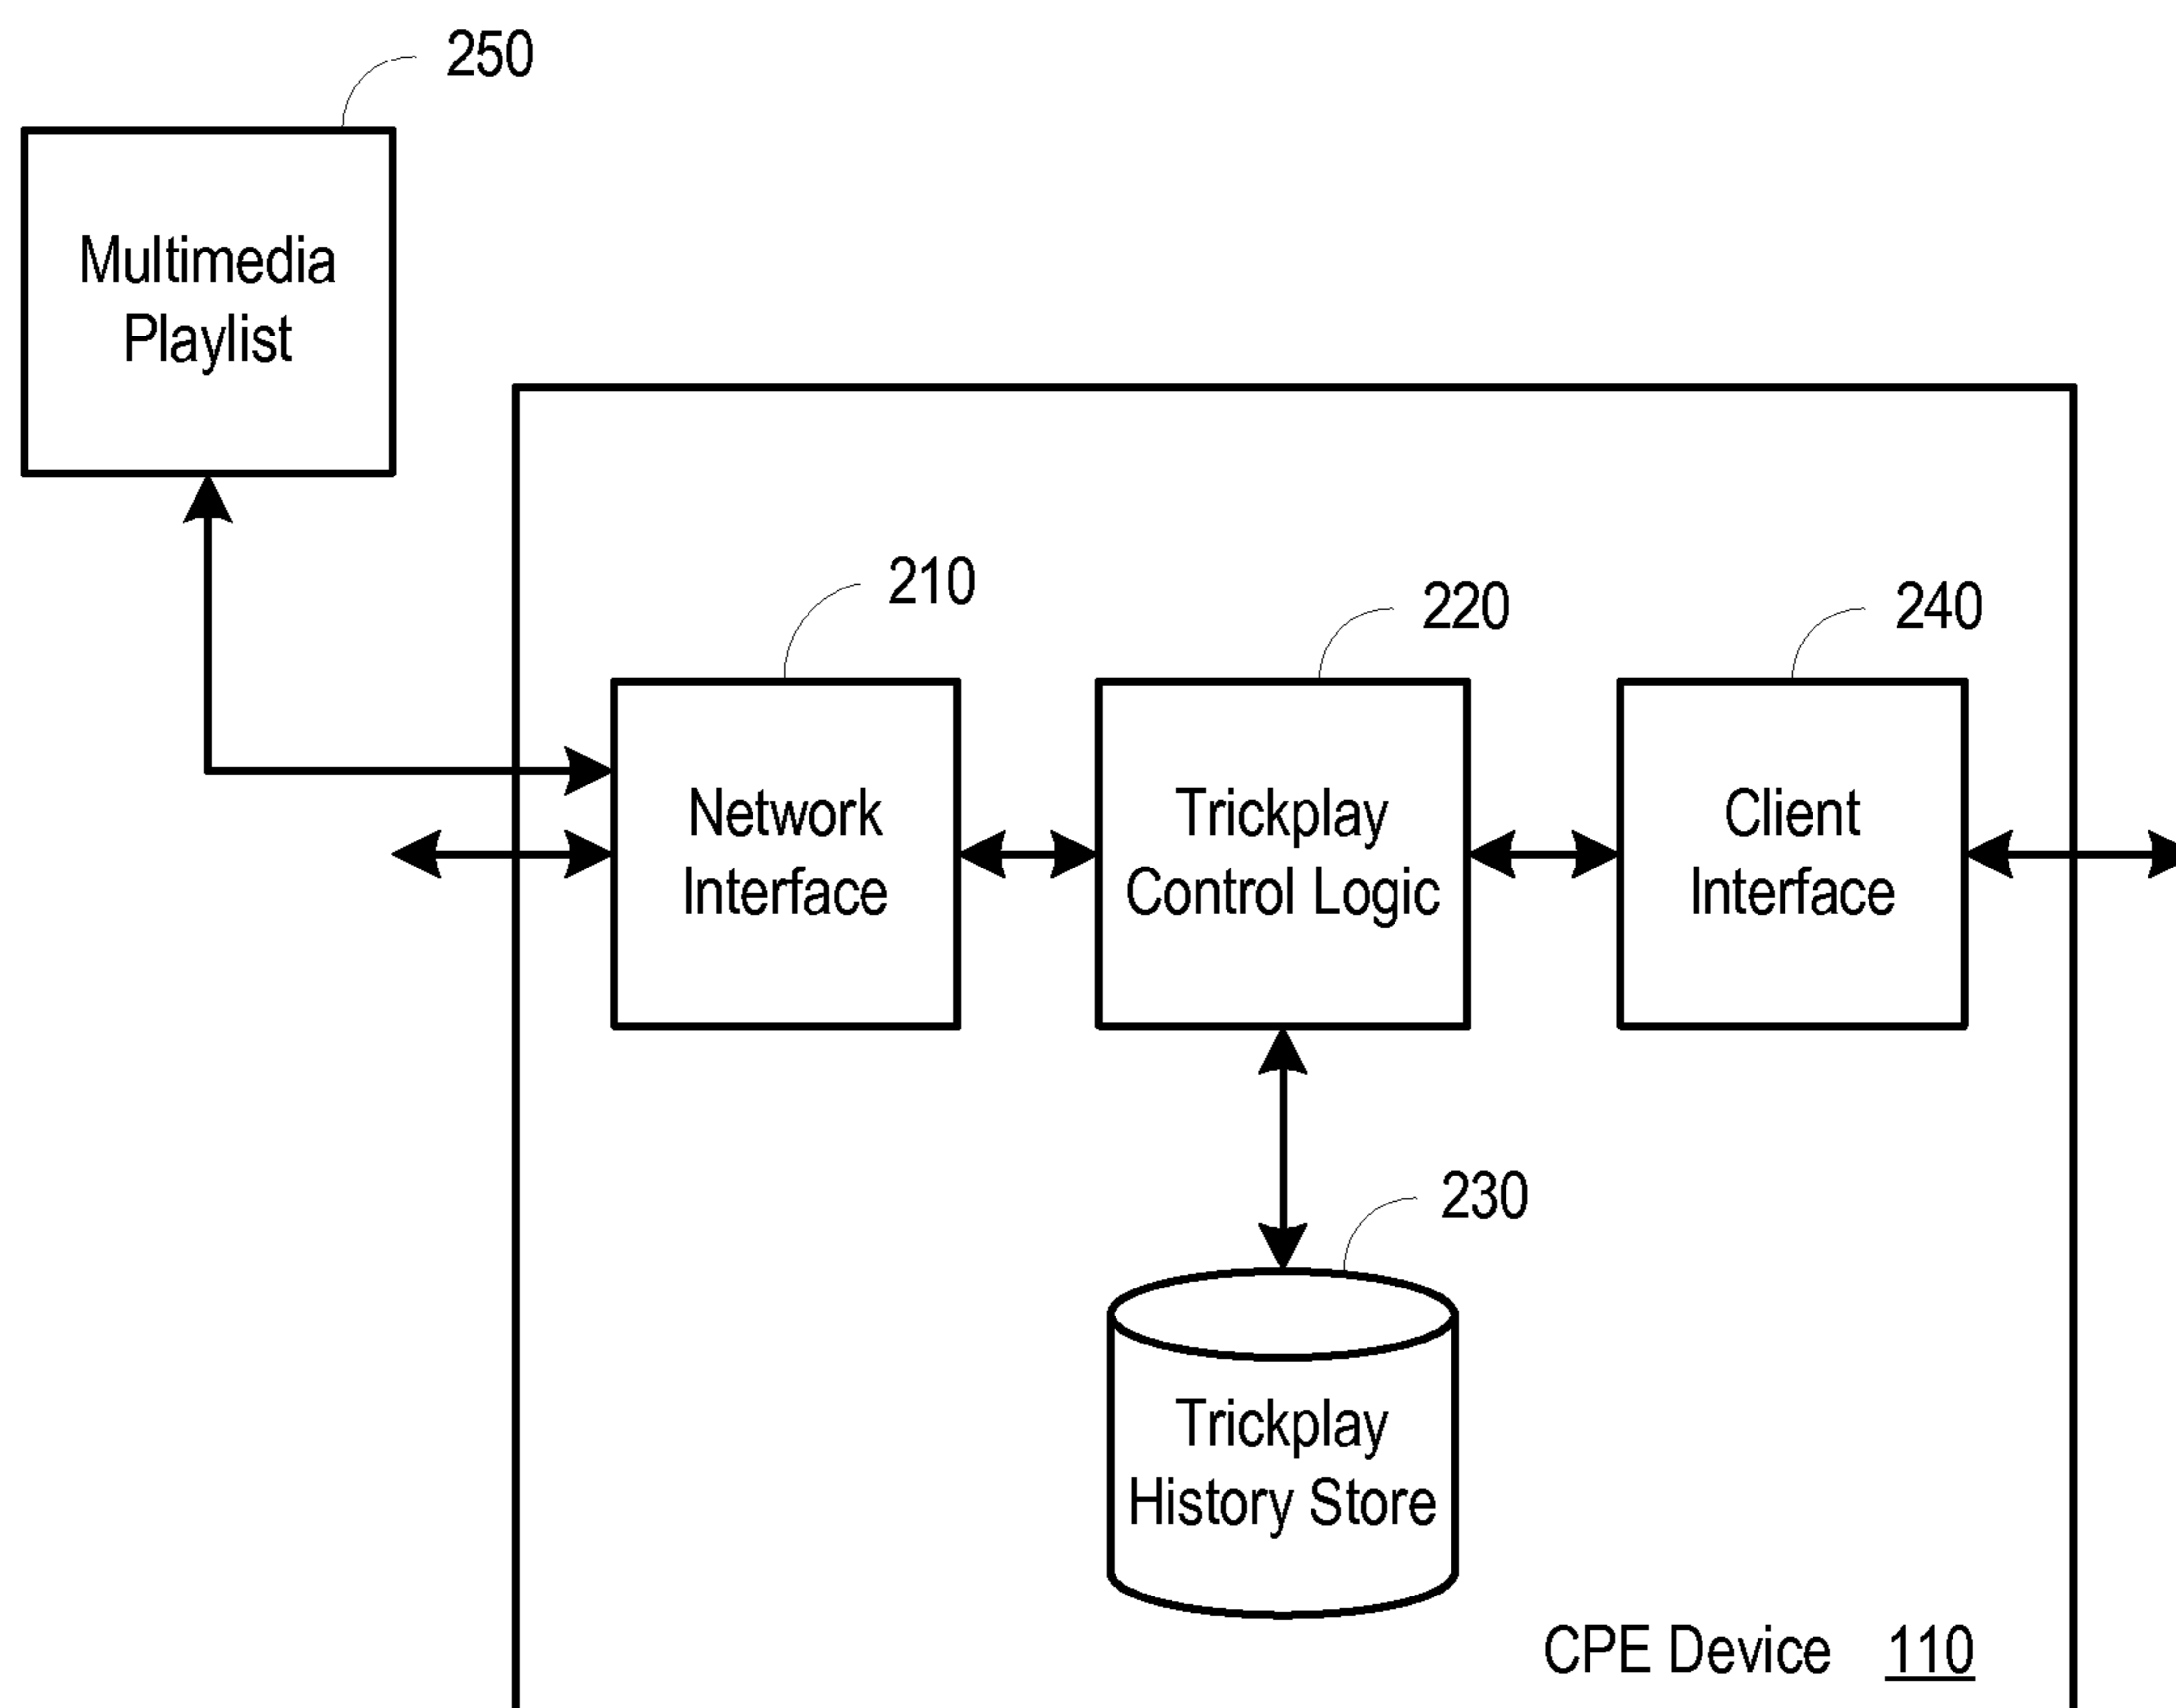 250
Multimedia
Playlist
210
220
240
Network
Interface
Trickplay
Control Logic
Client
Interface
230
Trickplay
History Store
CPE Device 110